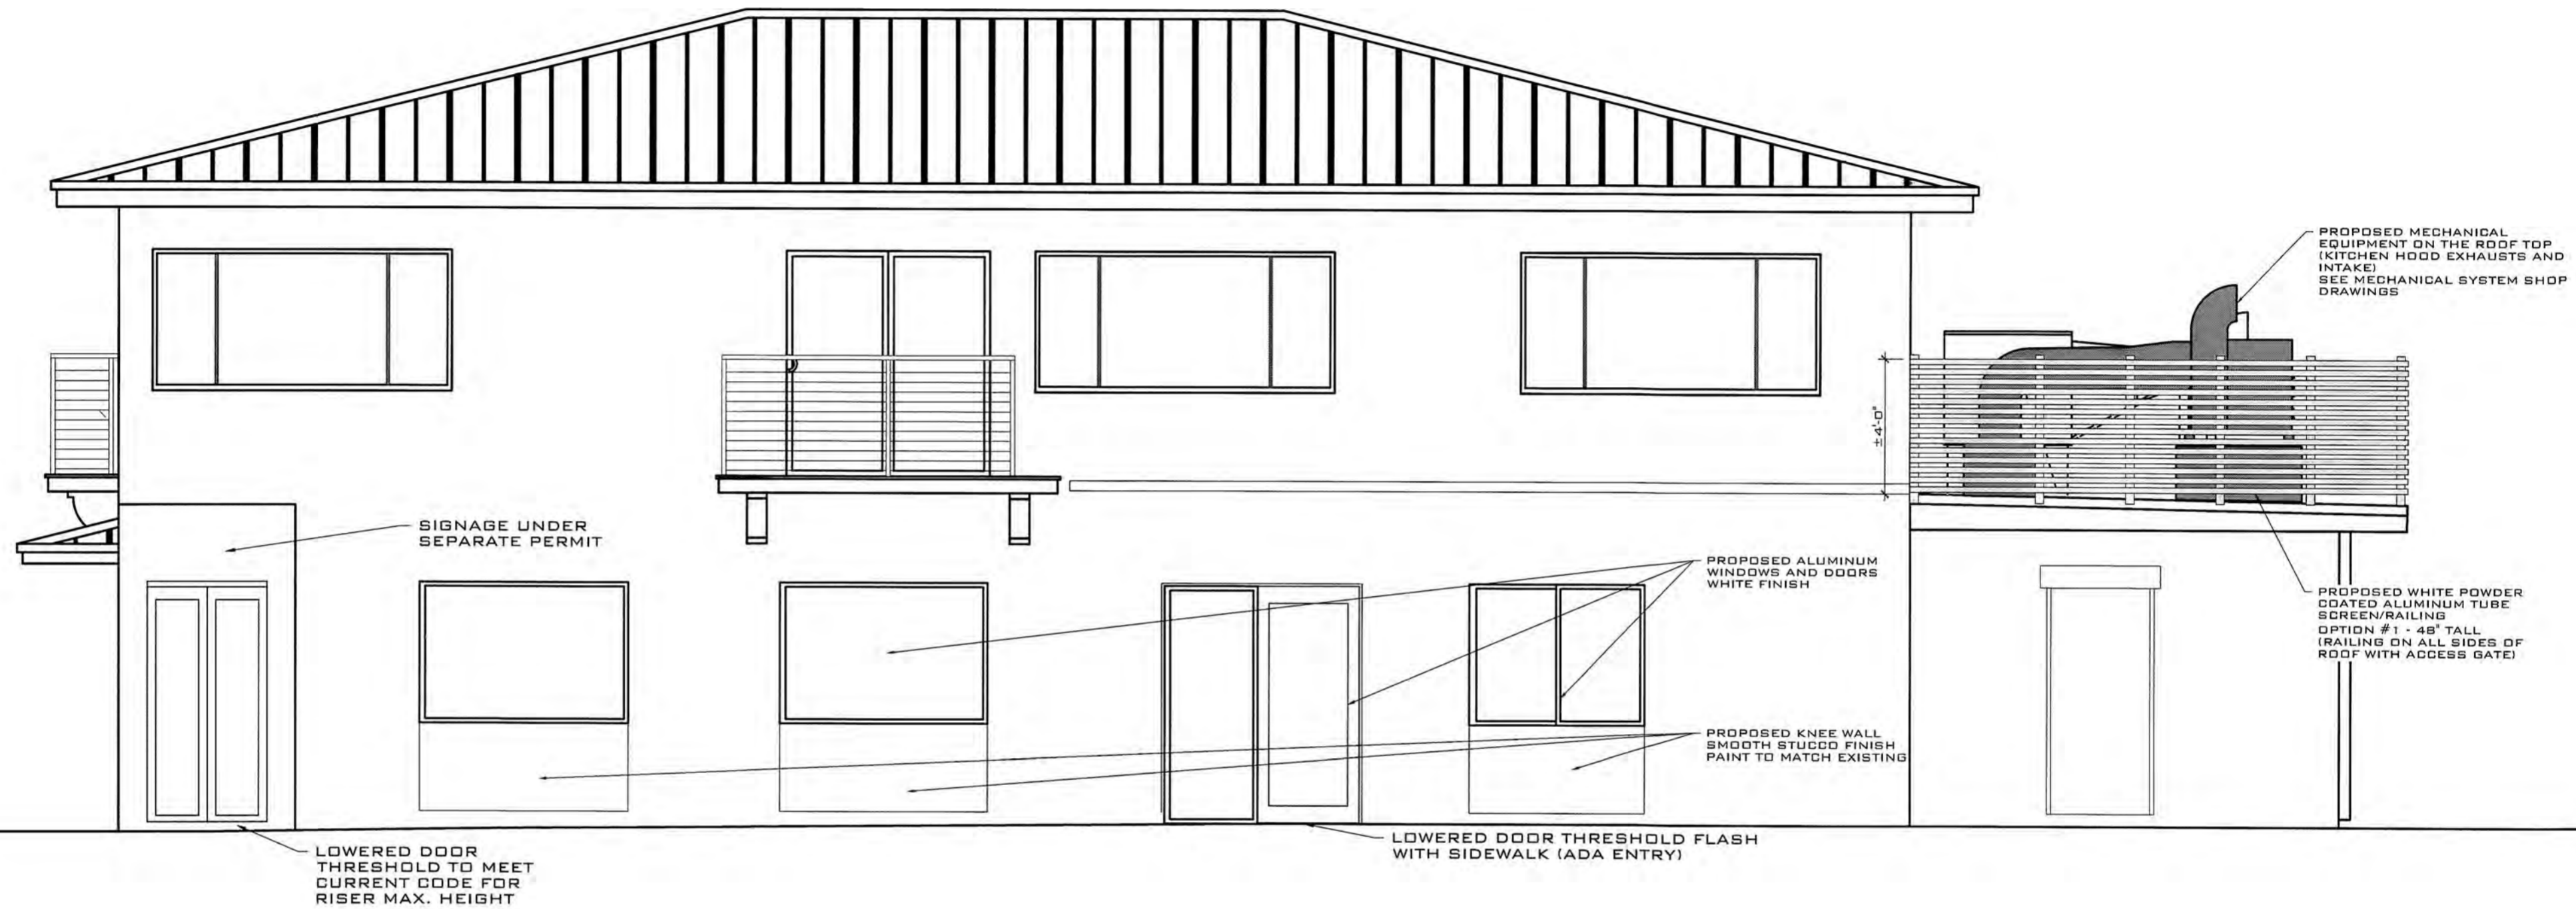 PROPOSED MECHANICAL
EQUIPMENT ON THE ROOF TOP
(KITCHEN HOOD EXHAUSTS AND
INTAKE)
SEE MECHANICAL SYSTEM SHOP
DRAWINGS
±4'-0"
SIGNAGE UNDER
SEPARATE PERMIT
PROPOSED ALUMINUM
WINDOWS AND DOORS
WHITE FINISH
PROPOSED WHITE POWDER
COATED ALUMINUM TUBE
SCREEN/RAILING
OPTION #1 - 48" TALL
(RAILING ON ALL SIDES OF
ROOF WITH ACCESS GATE)
PROPOSED KNEE WALL
SMOOTH STUCCO FINISH
PAINT TO MATCH EXISTING
LOWERED DOOR THRESHOLD FLASH
WITH SIDEWALK (ADA ENTRY)
LOWERED DOOR
THRESHOLD TO MEET
CURRENT CODE FOR
RISER MAX. HEIGHT